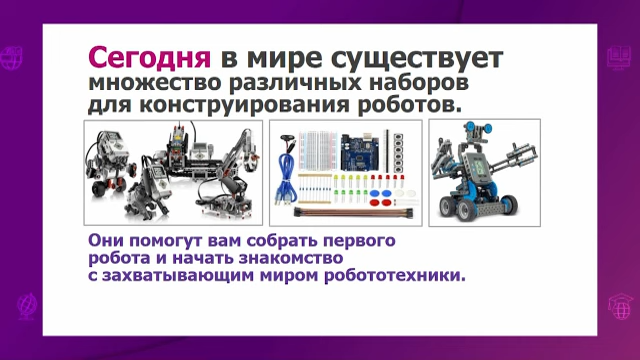 Сегодня в мире существует
множество различных наборов
для конструирования роботов.
Они помогут вам собрать первого
робота и начать знакомство
с захватывающим миром робототехники.